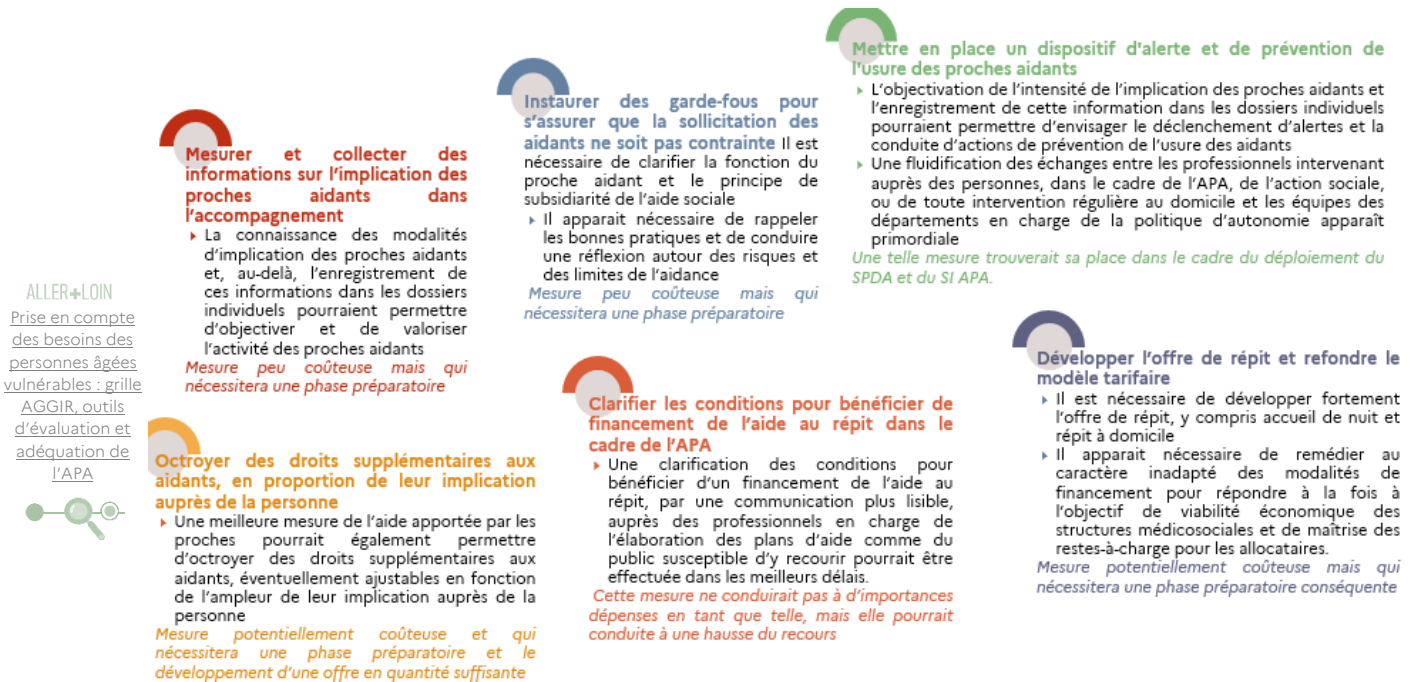 ALLER+LOIN
Prise en compte
des besoins des
personnes âgées
vulnérables : grille
AGGIR, outils
d'évaluation et
adéquation de
l'APA
Mesurer et collecter des
informations sur l'implication des
proches aidants dans
l'accompagnement
La connaissance des modalités
d'implication des proches aidants
et, au-delà, l'enregistrement de
ces informations dans les dossiers
individuels pourraient permettre
d'objectiver et de valoriser
l'activité des proches aidants
Mesure peu coûteuse mais qui
nécessitera une phase préparatoire
Instaurer des garde-fous pour
s'assurer que la sollicitation des
aidants ne soit pas contrainte Il est
nécessaire de clarifier la fonction du
proche aidant et le principe de
subsidiarité de l'aide sociale
Il apparait nécessaire de rappeler
les bonnes pratiques et de conduire
une réflexion autour des risques et
des limites de l'aidance
Mesure peu coûteuse mais qui
nécessitera une phase préparatoire
Mettre en place un dispositif d'alerte et de prévention de
l'usure des proches aidants
L'objectivation de l'intensité de l'implication des proches aidants et
l'enregistrement de cette information dans les dossiers individuels
pourraient permettre d'envisager le déclenchement d'alertes et la
conduite d'actions de prévention de l'usure des aidants
Une fluidification des échanges entre les professionnels intervenant
auprès des personnes, dans le cadre de l'APA, de l'action sociale,
ou de toute intervention régulière au domicile et les équipes des
départements en charge de la politique d'autonomie apparaît
primordiale
Une telle mesure trouverait sa place dans le cadre du déploiement du
SPDA et du SI APA.
Octroyer des droits supplémentaires aux
aidants, en proportion de leur implication
auprès de la personne
Une meilleure mesure de l'aide apportée par les
proches pourrait également permettre
d'octroyer des droits supplémentaires aux
aidants, éventuellement ajustables en fonction
de l'ampleur de leur implication auprès de la
personne
Mesure potentiellement coûteuse et qui
nécessitera une phase préparatoire et le
développement d'une offre en quantité suffisante
Clarifier les conditions pour bénéficier de
financement de l'aide au répit dans le
cadre de l'APA
Une clarification des conditions pour
bénéficier d'un financement de l'aide au
répit, par une communication plus lisible,
auprès des professionnels en charge de
l'élaboration des plans d'aide comme du
public susceptible d'y recourir pourrait être
effectuée dans les meilleurs délais.
Cette mesure ne conduirait pas à d'importances
dépenses en tant que telle, mais elle pourrait
conduite à une hausse du recours
Développer l'offre de répit et refondre le
modèle tarifaire
Il est nécessaire de développer fortement
l'offre de répit, y compris accueil de nuit et
répit à domicile
Il apparait nécessaire de remédier au
caractère inadapté des modalités de
financement pour répondre à la fois à
l'objectif de viabilité économique des
structures médicosociales et de maîtrise des
restes-à-charge pour les allocataires.
Mesure potentiellement coûteuse mais qui
nécessitera une phase préparatoire conséquente